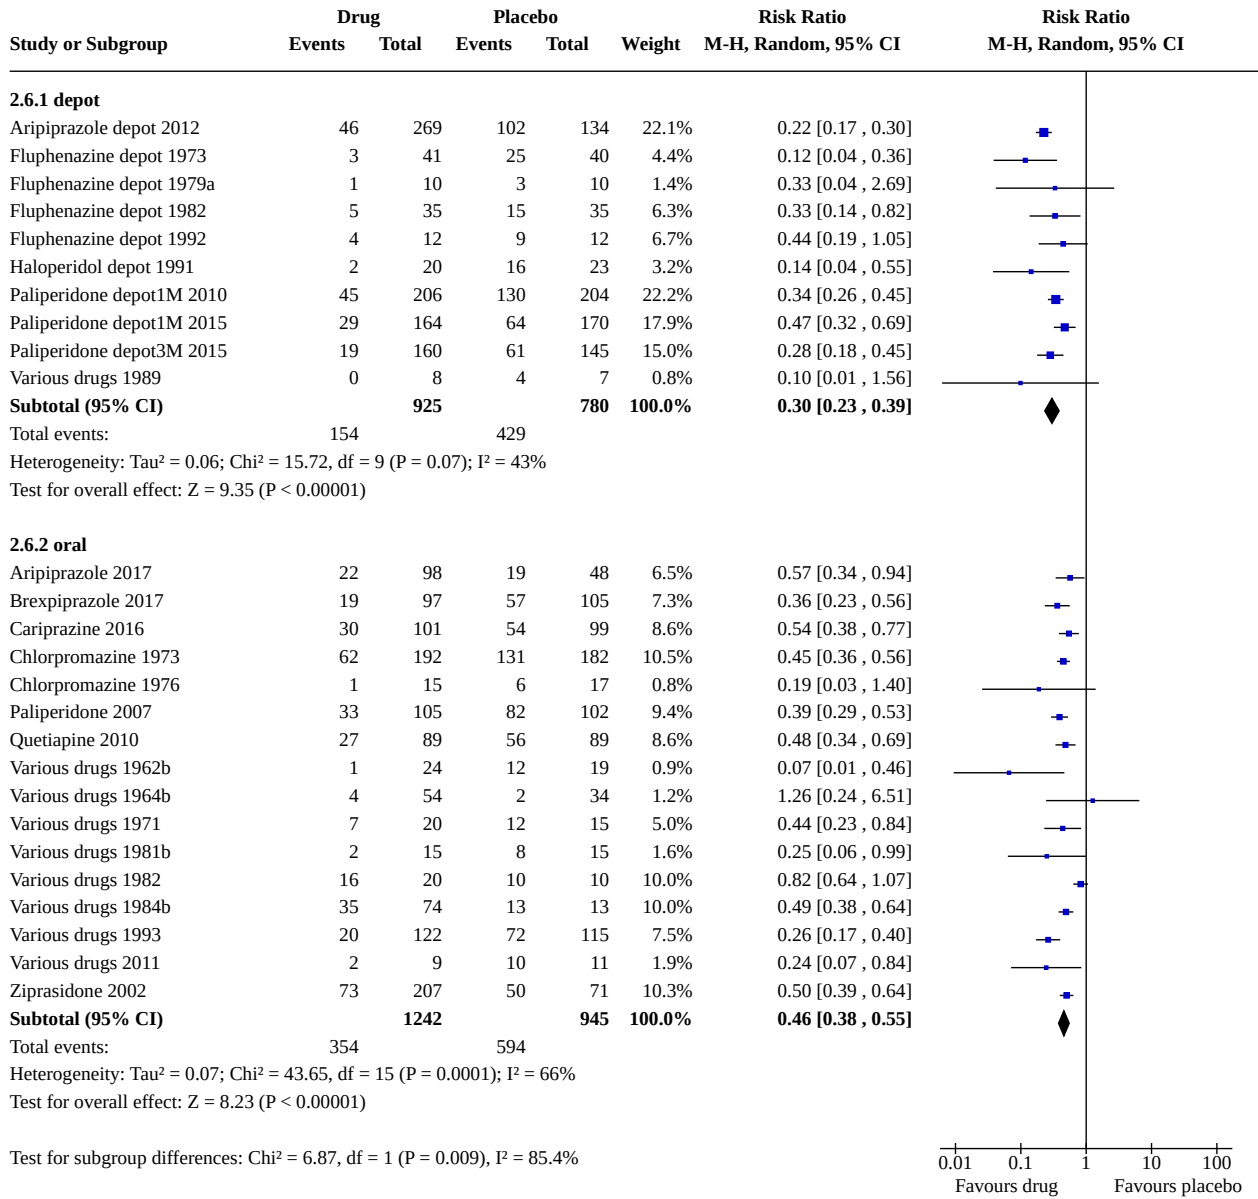 Drug Placebo Risk Ratio Risk Ratio
Study or Subgroup Events Total Events Total Weight M-H, Random, 95% CI M-H, Random, 95% CI
2.6.1 depot
Aripiprazole depot 2012 46 269 102 134 22.1% 0.22 [0.17 , 0.30]
Fluphenazine depot 1973 3 41 25 40 4.4% 0.12 [0.04 , 0.36]
Fluphenazine depot 1979a 1 10 3 10 1.4% 0.33 [0.04 , 2.69]
Fluphenazine depot 1982 5 35 15 35 6.3% 0.33 [0.14 , 0.82]
Fluphenazine depot 1992 4 12 9 12 6.7% 0.44 [0.19 , 1.05]
Haloperidol depot 1991 2 20 16 23 3.2% 0.14 [0.04 , 0.55]
Paliperidone depot1M 2010 45 206 130 204 22.2% 0.34 [0.26 , 0.45]
Paliperidone depot1M 2015 29 164 64 170 17.9% 0.47 [0.32 , 0.69]
Paliperidone depot3M 2015 19 160 61 145 15.0% 0.28 [0.18 , 0.45]
Various drugs 1989 0 8 4 7 0.8% 0.10 [0.01 , 1.56]
Subtotal (95% CI) 925 780 100.0% 0.30 [0.23 , 0.39]
Total events: 154 429
Heterogeneity: Tau² = 0.06; Chi² = 15.72, df = 9 (P = 0.07); I² = 43%
Test for overall effect: Z = 9.35 (P < 0.00001)
2.6.2 oral
Aripiprazole 2017 22 98 19 48 6.5% 0.57 [0.34 , 0.94]
Brexpiprazole 2017 19 97 57 105 7.3% 0.36 [0.23 , 0.56]
Cariprazine 2016 30 101 54 99 8.6% 0.54 [0.38 , 0.77]
Chlorpromazine 1973 62 192 131 182 10.5% 0.45 [0.36 , 0.56]
Chlorpromazine 1976 1 15 6 17 0.8% 0.19 [0.03 , 1.40]
Paliperidone 2007 33 105 82 102 9.4% 0.39 [0.29 , 0.53]
Quetiapine 2010 27 89 56 89 8.6% 0.48 [0.34 , 0.69]
Various drugs 1962b 1 24 12 19 0.9% 0.07 [0.01 , 0.46]
Various drugs 1964b 4 54 2 34 1.2% 1.26 [0.24 , 6.51]
Various drugs 1971 7 20 12 15 5.0% 0.44 [0.23 , 0.84]
Various drugs 1981b 2 15 8 15 1.6% 0.25 [0.06 , 0.99]
Various drugs 1982 16 20 10 10 10.0% 0.82 [0.64 , 1.07]
Various drugs 1984b 35 74 13 13 10.0% 0.49 [0.38 , 0.64]
Various drugs 1993 20 122 72 115 7.5% 0.26 [0.17 , 0.40]
Various drugs 2011 2 9 10 11 1.9% 0.24 [0.07 , 0.84]
Ziprasidone 2002 73 207 50 71 10.3% 0.50 [0.39 , 0.64]
Subtotal (95% CI) 1242 945 100.0% 0.46 [0.38 , 0.55]
Total events: 354 594
Heterogeneity: Tau² = 0.07; Chi² = 43.65, df = 15 (P = 0.0001); I² = 66%
Test for overall effect: Z = 8.23 (P < 0.00001)
Test for subgroup differences: Chi² = 6.87, df = 1 (P = 0.009), I² = 85.4%
0.01 0.1 1 10 100
Favours drug Favours placebo